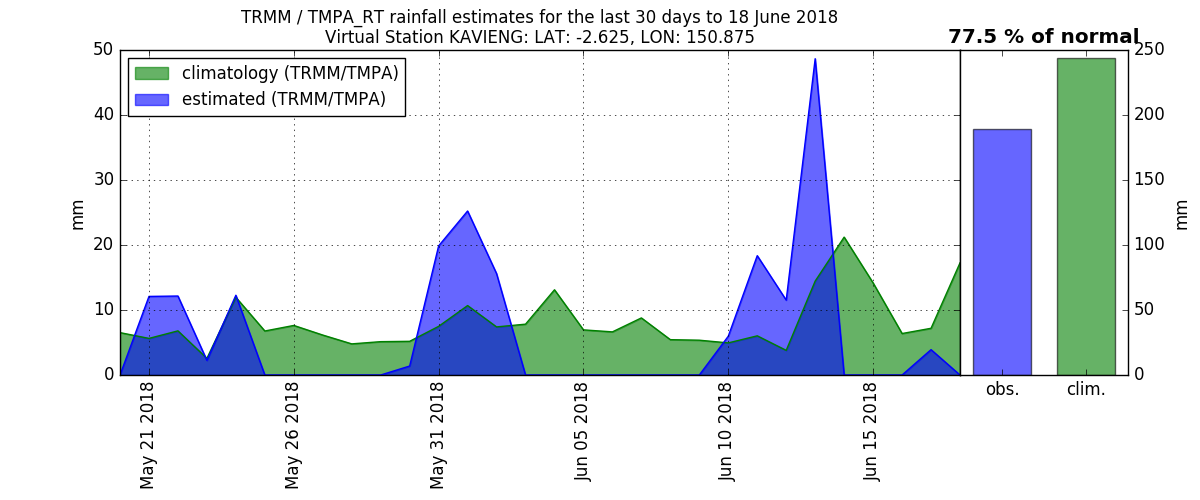 TRMM / TMPA_RT rainfall estimates for the last 30 days to 18 June 2018
Virtual Station KAVIENG: LAT: -2.625, LON: 150.875
77.5 % of normal
climatology (TRMM/TMPA)
estimated (TRMM/TMPA)
50
40
30
20
10
0
mm
250
200
150
100
50
0
mm
May 21 2018
May 26 2018
May 31 2018
Jun 05 2018
Jun 10 2018
Jun 15 2018
obs.
clim.